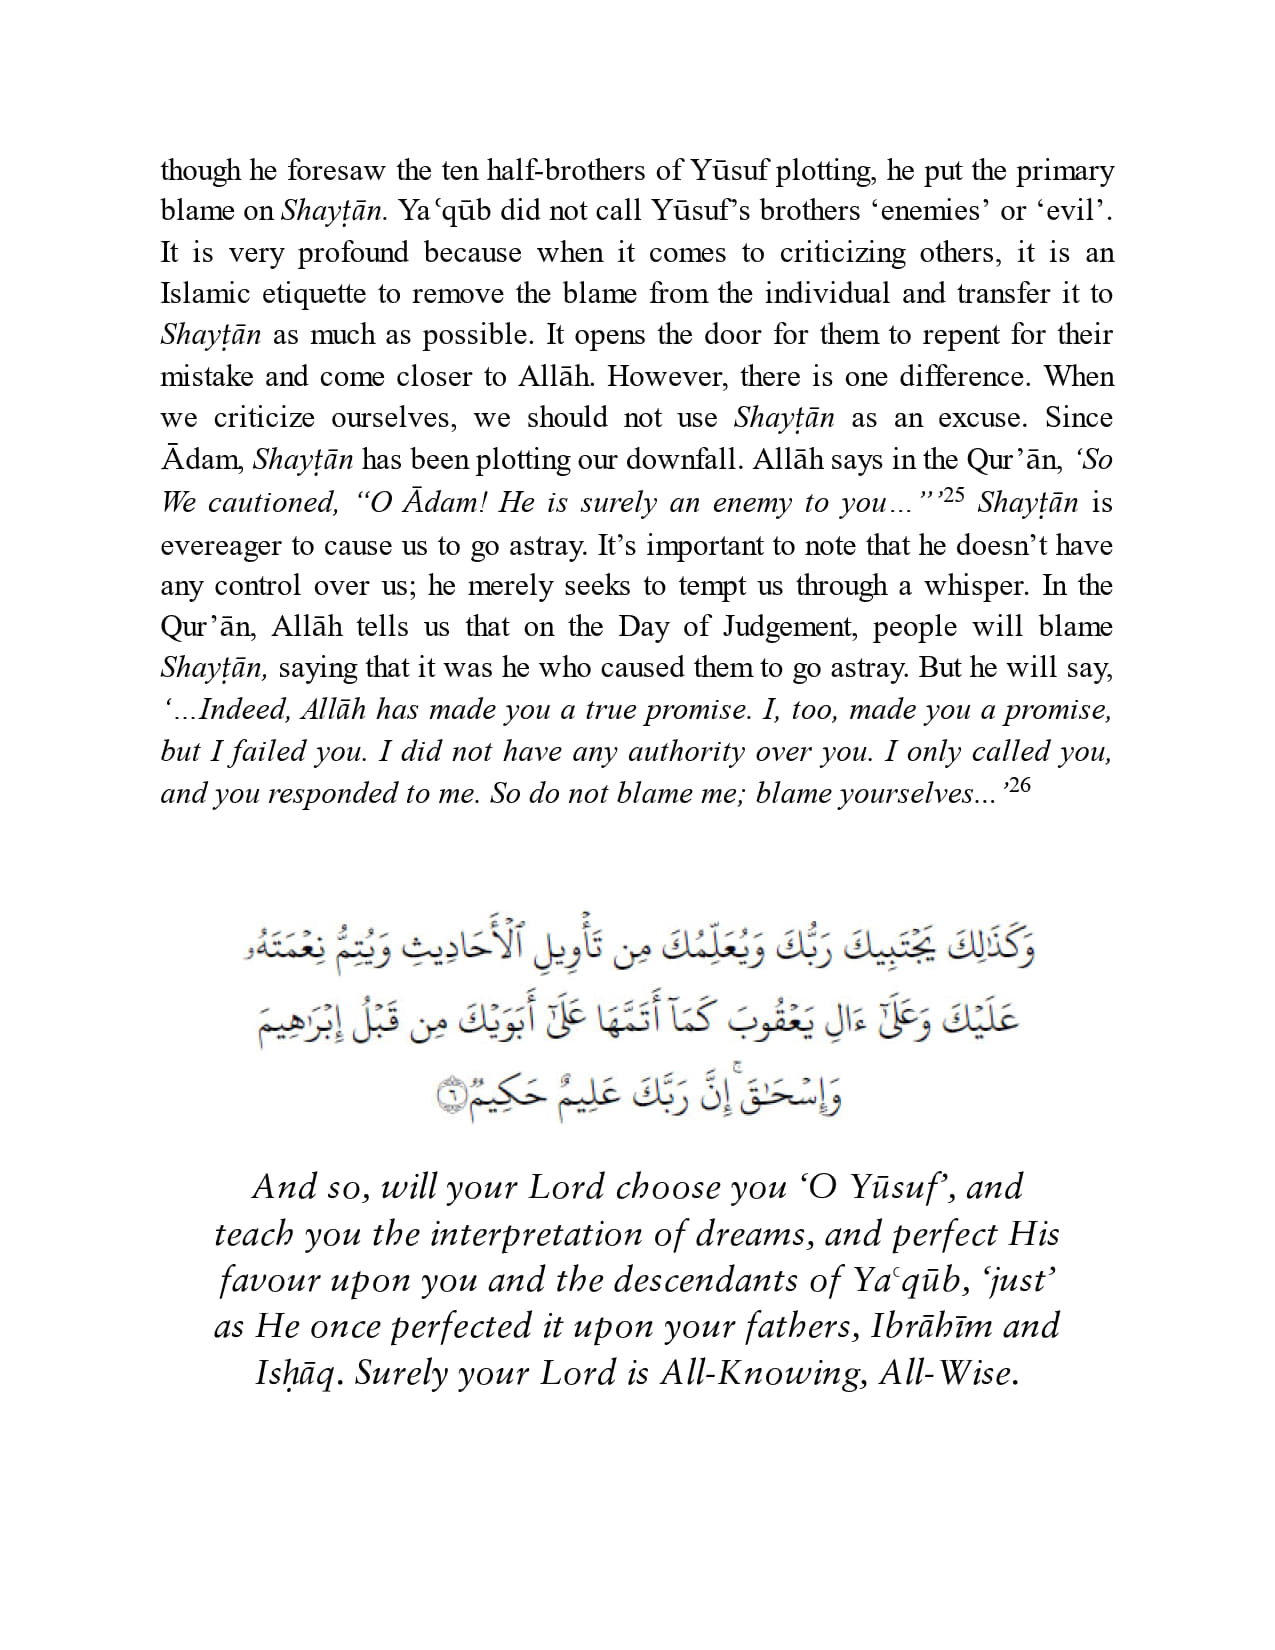 though he foresaw the ten half-brothers of Yūsuf plotting, he put the primary
blame on Shayṭān. Yaʿqūb did not call Yūsuf’s brothers ‘enemies’ or ‘evil’.
It is very profound because when it comes to criticizing others, it is an
Islamic etiquette to remove the blame from the individual and transfer it to
Shayṭān as much as possible. It opens the door for them to repent for their
mistake and come closer to Allāh. However, there is one difference. When
we criticize ourselves, we should not use Shayṭān as an excuse. Since
Ādam, Shayṭān has been plotting our downfall. Allāh says in the Qur’ān, ‘So
We cautioned, “O Ādam! He is surely an enemy to you…”’25 Shayṭān is
evereager to cause us to go astray. It’s important to note that he doesn’t have
any control over us; he merely seeks to tempt us through a whisper. In the
Qur’ān, Allāh tells us that on the Day of Judgement, people will blame
Shayṭān, saying that it was he who caused them to go astray. But he will say,
‘…Indeed, Allāh has made you a true promise. I, too, made you a promise,
but I failed you. I did not have any authority over you. I only called you,
and you responded to me. So do not blame me; blame yourselves...’26
وَكَذَٰلِكَ يَجْتَبِيكَ رَبُّكَ وَيُعَلِّمُكَ مِن تَأْوِيلِ ٱلْأَحَادِيثِ وَيُتِمُّ نِعْمَتَهُۥ
عَلَيْكَ وَعَلَىٰٓ ءَالِ يَعْقُوبَ كَمَآ أَتَمَّهَا عَلَىٰٓ أَبَوَيْكَ مِن قَبْلُ إِبْرَٰهِيمَ
وَإِسْحَٰقَ ۚ إِنَّ رَبَّكَ عَلِيمٌ حَكِيمٌ ٦
And so, will your Lord choose you ‘O Yūsuf’, and
teach you the interpretation of dreams, and perfect His
favour upon you and the descendants of Yaʿqūb, ‘just’
as He once perfected it upon your fathers, Ibrāhīm and
Isḥāq. Surely your Lord is All-Knowing, All-Wise.